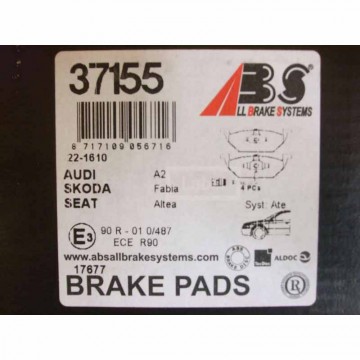 37155
ABS
ALL BRAKE SYSTEMS
8 717109 056716
22-1610
AUDI A2
SKODA Fabia
SEAT Altea
4 PCs
Syst. Ate
E3 90 R - 01 0/487
ECE R90
www.absallbrakesystems.com
ALDOC
17677
BRAKE PADS
R